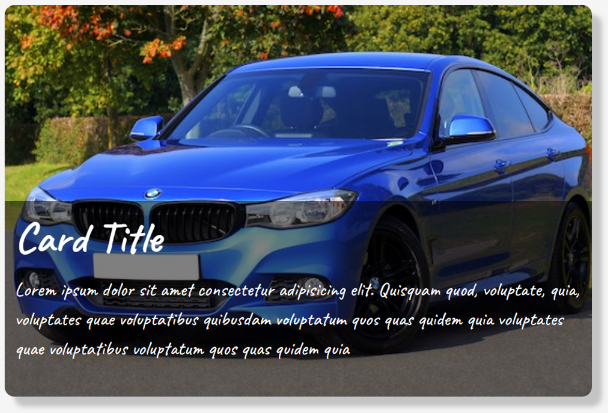 Card Title
Lorem ipsum dolor sit amet consectetur adipisicing elit. Quisquam quod, voluptate, quia,
voluptates quae voluptatibus quibusdam voluptatum quos quas quidem quia voluptates
quae voluptatibus voluptatum quos quas quidem quia